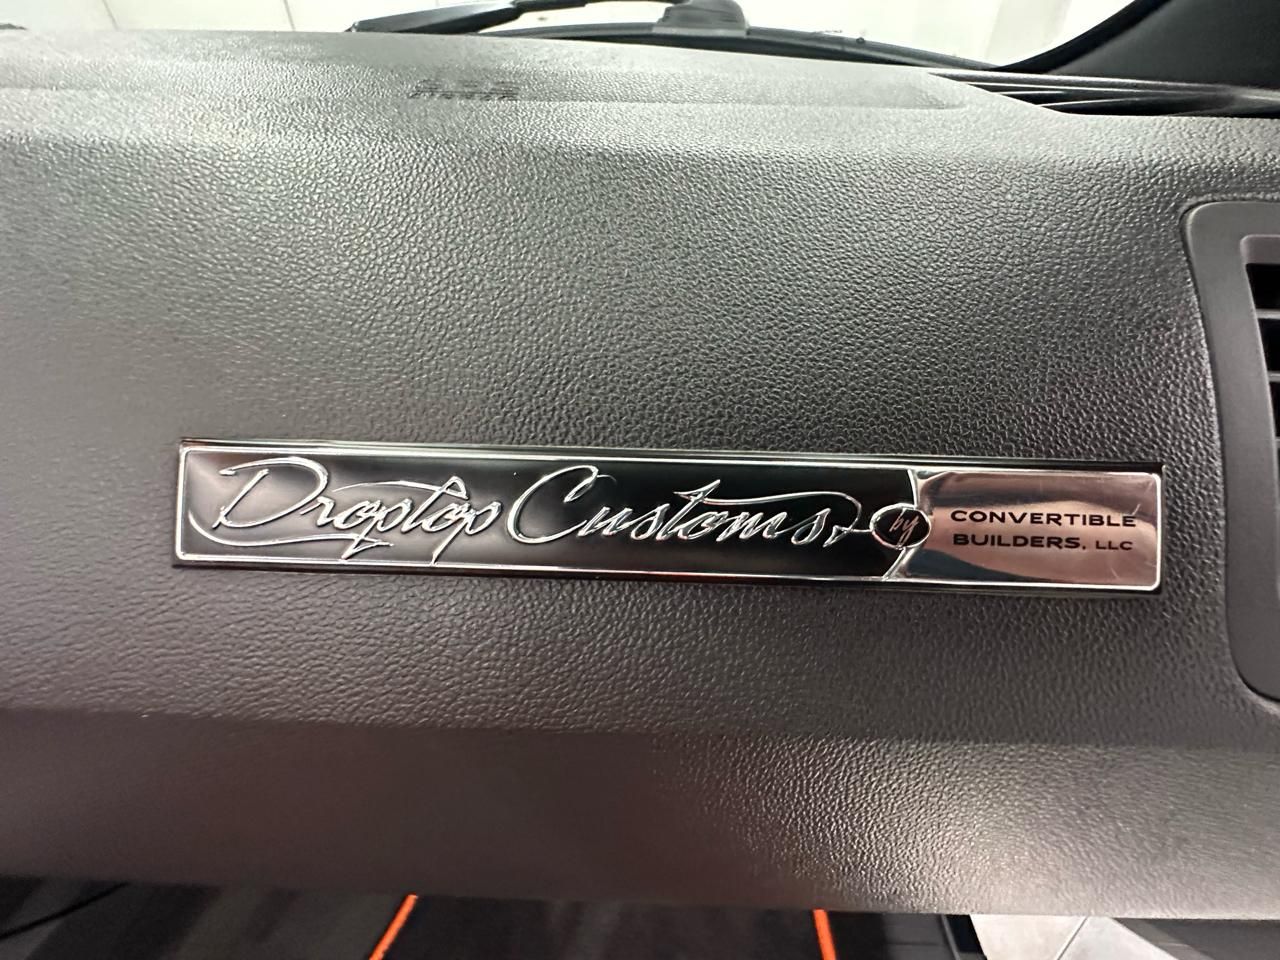 Droptop Customs by CONVERTIBLE
BUILDERS, LLC